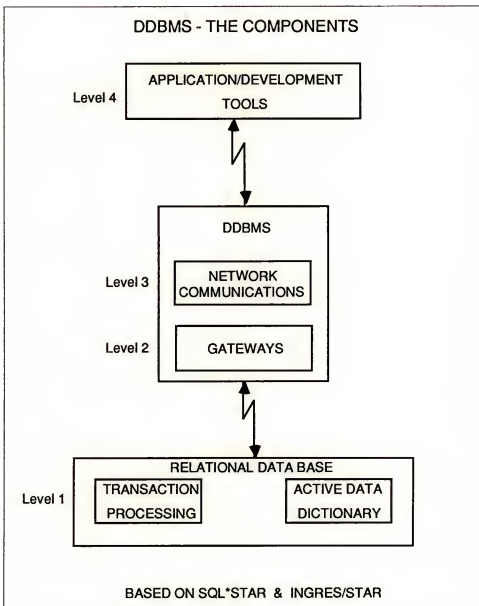 DDBMS - THE COMPONENTS
Level 4
APPLICATION/DEVELOPMENT
TOOLS
DDBMS
Level 3
NETWORK
COMMUNICATIONS
Level 2
GATEWAYS
RELATIONAL DATA BASE
Level 1
TRANSACTION
PROCESSING
ACTIVE DATA
DICTIONARY
BASED ON SQL*STAR & INGRES/STAR